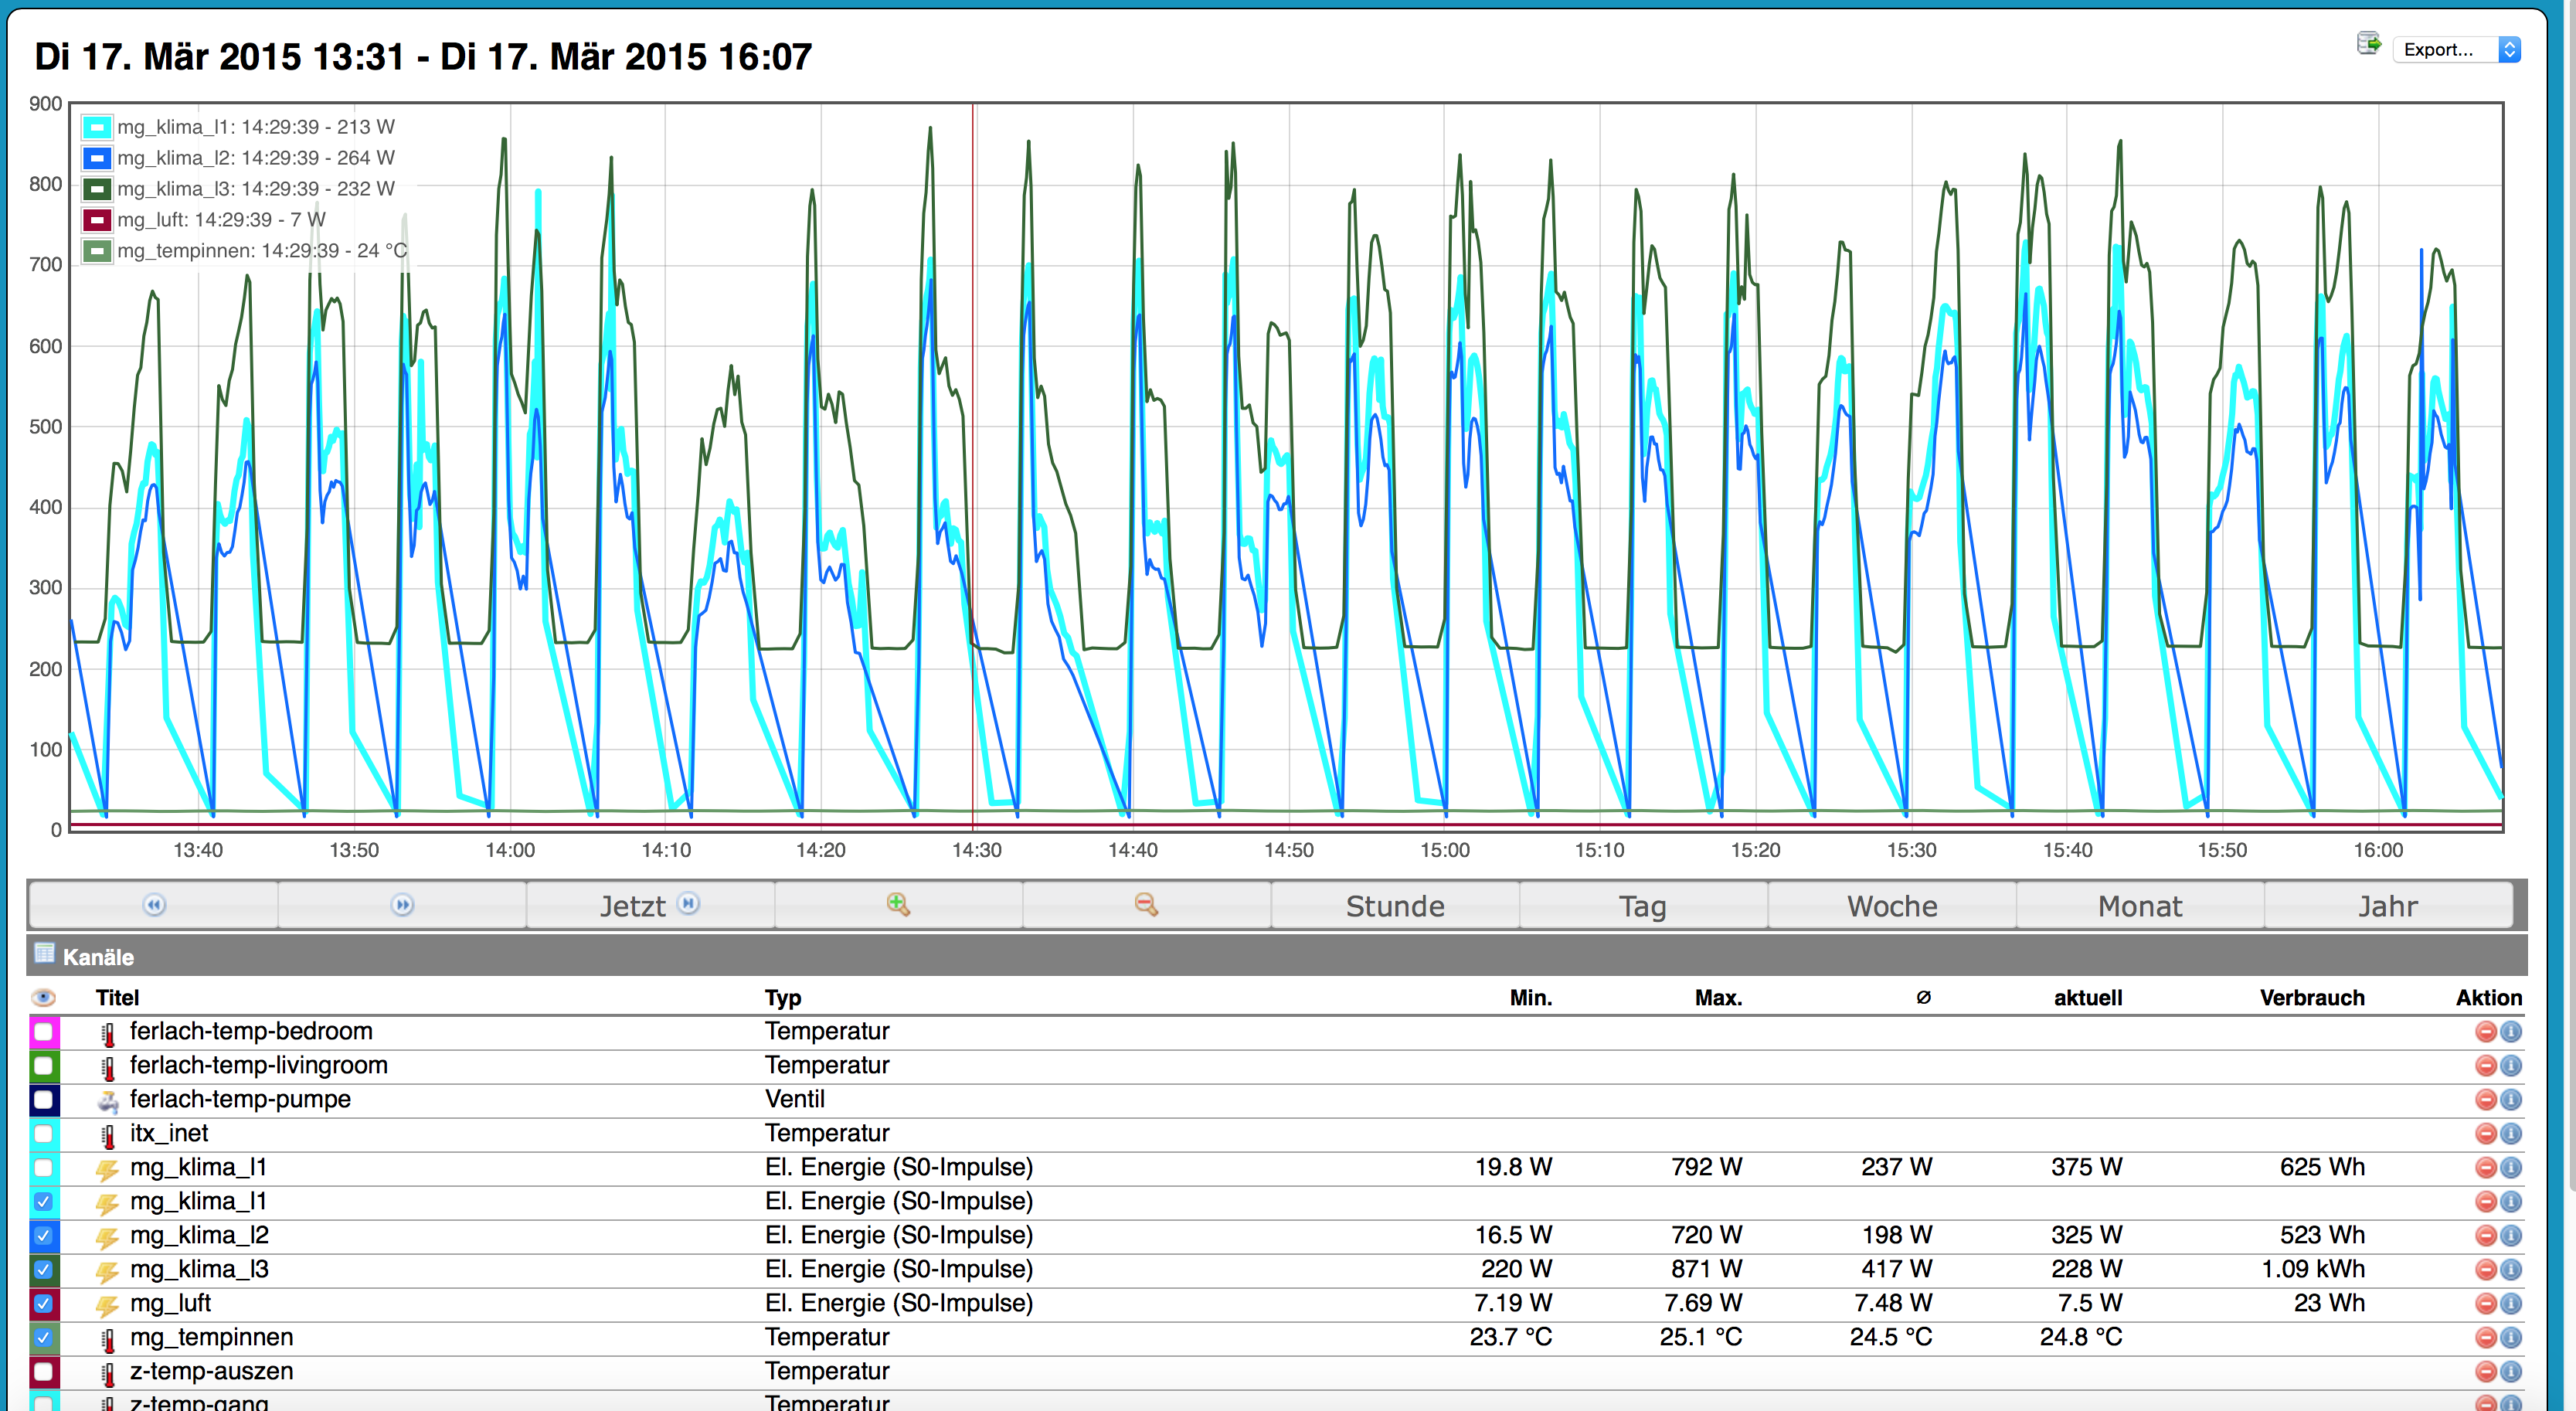 Di 17. Mär 2015 13:31 - Di 17. Mär 2015 16:07
Export...
900
800
700
600
500
400
300
200
100
0
mg_klima_l1: 14:29:39 - 213 W
mg_klima_l2: 14:29:39 - 264 W
mg_klima_l3: 14:29:39 - 232 W
mg_luft: 14:29:39 - 7 W
mg_tempinnen: 14:29:39 - 24 °C
13:40 13:50 14:00 14:10 14:20 14:30 14:40 14:50 15:00 15:10 15:20 15:30 15:40 15:50 16:00
Jetzt Stunde Tag Woche Monat Jahr
Kanäle
Titel Typ Min. Max. ⌀ aktuell Verbrauch Aktion
ferlach-temp-bedroom Temperatur
ferlach-temp-livingroom Temperatur
ferlach-temp-pumpe Ventil
itx_inet Temperatur
mg_klima_l1 El. Energie (S0-Impulse) 19.8 W 792 W 237 W 375 W 625 Wh
mg_klima_l1 El. Energie (S0-Impulse)
mg_klima_l2 El. Energie (S0-Impulse) 16.5 W 720 W 198 W 325 W 523 Wh
mg_klima_l3 El. Energie (S0-Impulse) 220 W 871 W 417 W 228 W 1.09 kWh
mg_luft El. Energie (S0-Impulse) 7.19 W 7.69 W 7.48 W 7.5 W 23 Wh
mg_tempinnen Temperatur 23.7 °C 25.1 °C 24.5 °C 24.8 °C
z-temp-auszen Temperatur
z-temp-gang Temperatur